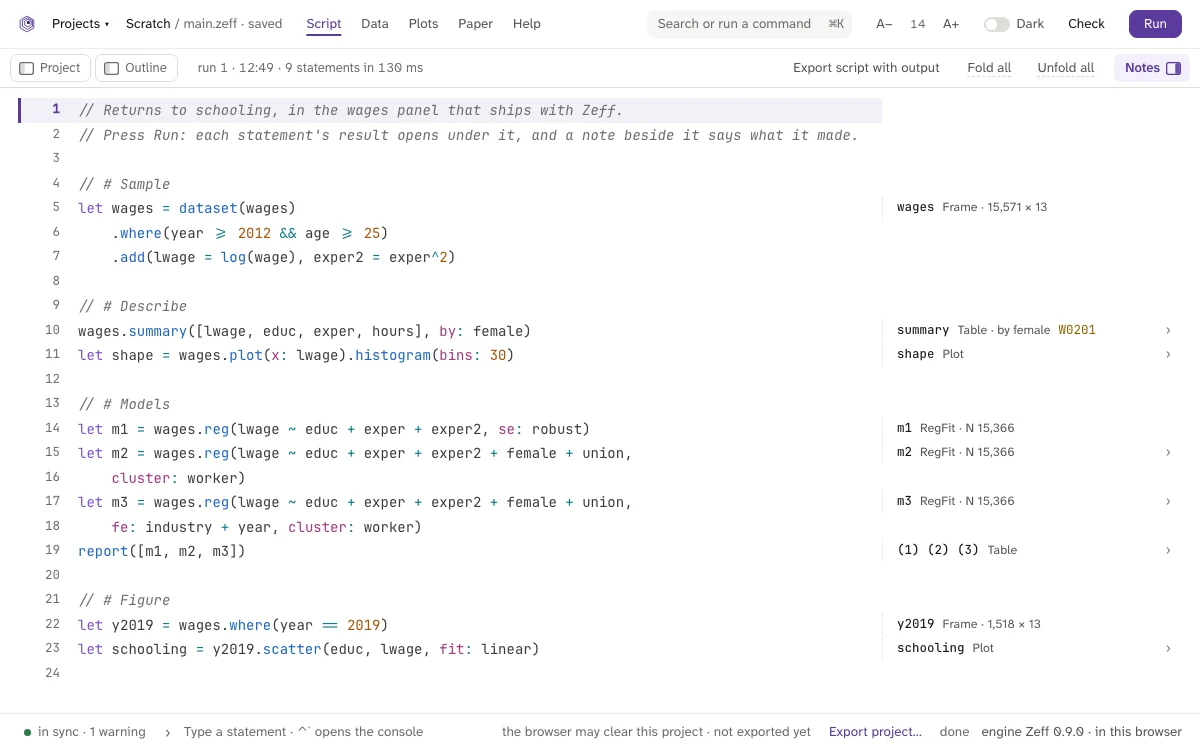 Projects ▾ Scratch / main.zeff · saved Script Data Plots Paper Help Search or run a command ⌘K A− 14 A+ Dark Check Run
Project Outline run 1 · 12:49 · 9 statements in 130 ms Export script with output Fold all Unfold all Notes
1 // Returns to schooling, in the wages panel that ships with Zeff.
2 // Press Run: each statement's result opens under it, and a note beside it says what it made.
3
4 // # Sample
5 let wages = dataset(wages) wages Frame · 15,571 × 13
6 .where(year ⩾ 2012 && age ⩾ 25)
7 .add(lwage = log(wage), exper2 = exper^2)
8
9 // # Describe
10 wages.summary([lwage, educ, exper, hours], by: female) summary Table · by female W0201 ›
11 let shape = wages.plot(x: lwage).histogram(bins: 30) shape Plot ›
12
13 // # Models
14 let m1 = wages.reg(lwage ~ educ + exper + exper2, se: robust) m1 RegFit · N 15,366
15 let m2 = wages.reg(lwage ~ educ + exper + exper2 + female + union, m2 RegFit · N 15,366 ›
16 cluster: worker)
17 let m3 = wages.reg(lwage ~ educ + exper + exper2 + female + union, m3 RegFit · N 15,366 ›
18 fe: industry + year, cluster: worker)
19 report([m1, m2, m3]) (1) (2) (3) Table ›
20
21 // # Figure
22 let y2019 = wages.where(year == 2019) y2019 Frame · 1,518 × 13
23 let schooling = y2019.scatter(educ, lwage, fit: linear) schooling Plot ›
24
in sync · 1 warning › Type a statement · ^` opens the console the browser may clear this project · not exported yet Export project… done engine Zeff 0.9.0 · in this browser